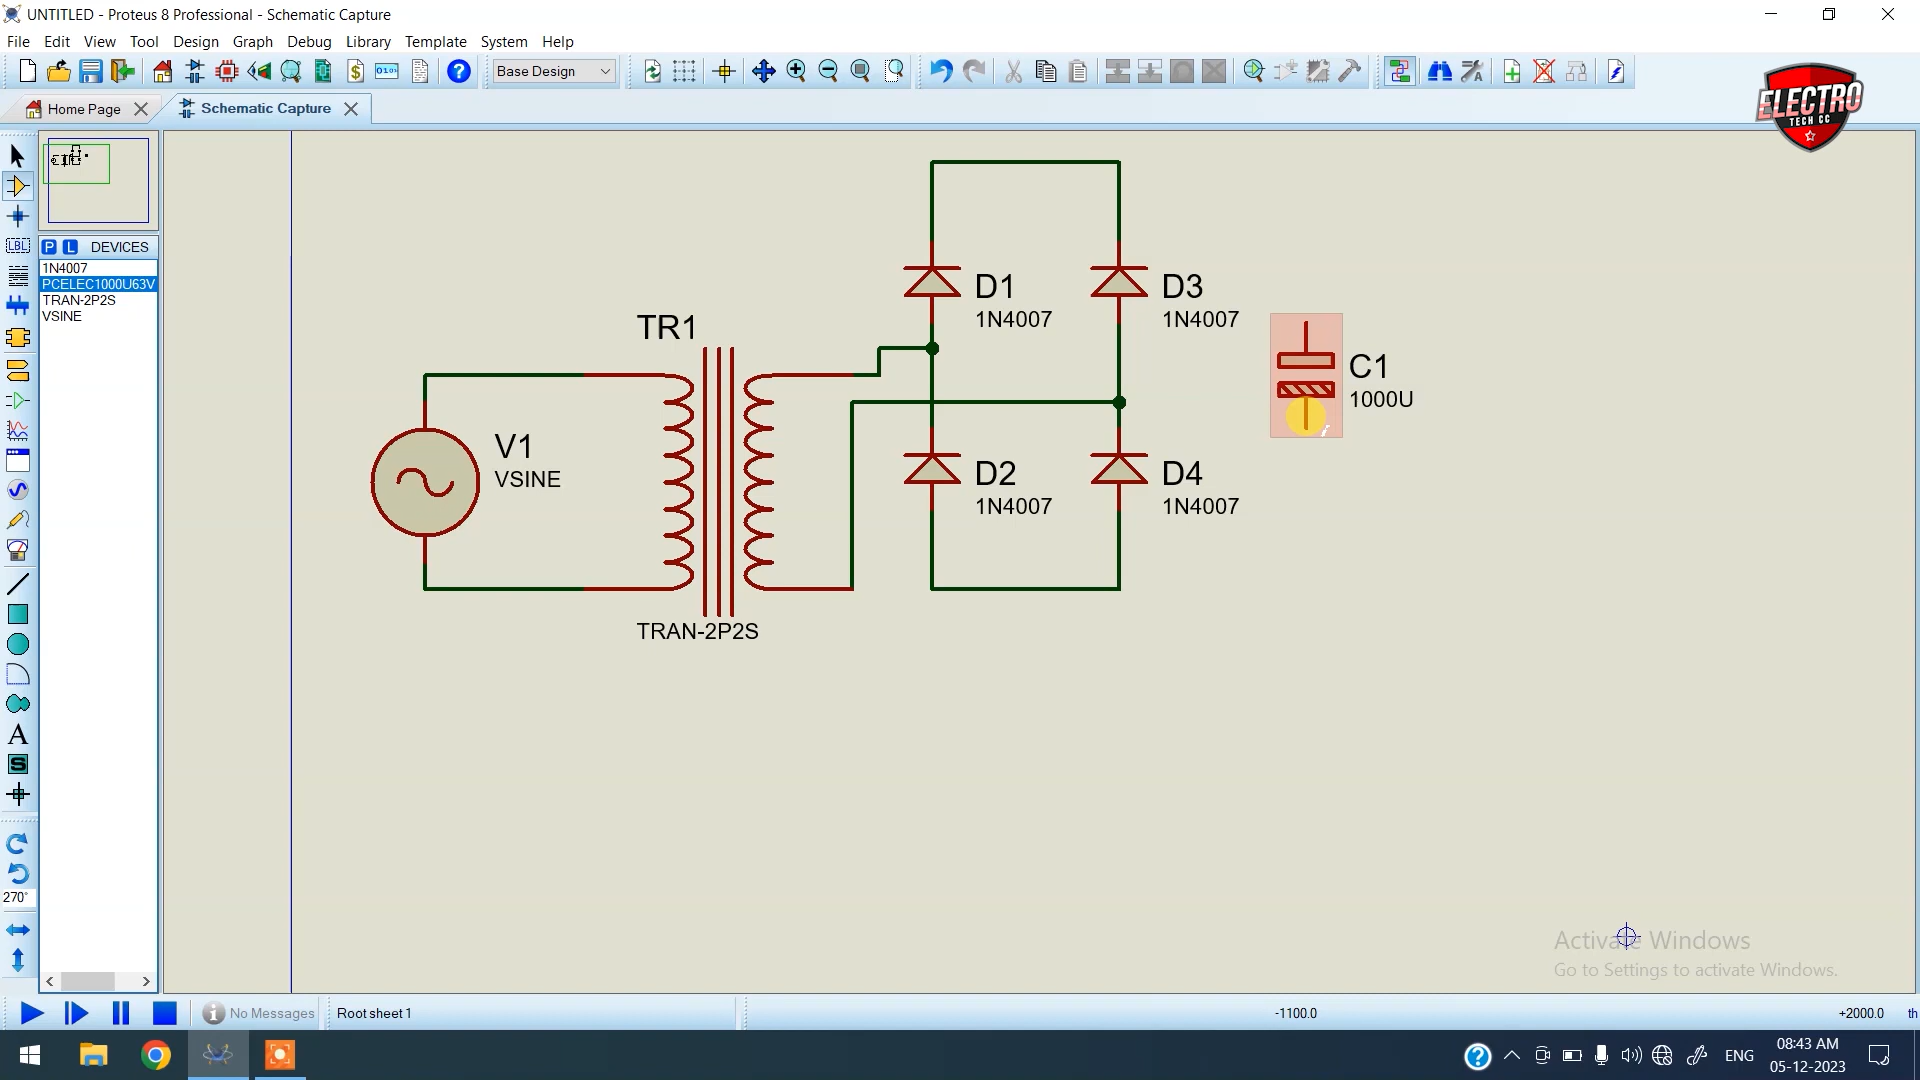 UNTITLED - Proteus 8 Professional - Schematic Capture
File Edit View Tool Design Graph Debug Library Template System Help
Base Design
Home Page Schematic Capture
ELECTRO
TECH CC
P L DEVICES
1N4007
PCELEC1000U63V
TRAN-2P2S
VSINE
LBL
A
S
270°
TR1
TRAN-2P2S
V1
VSINE
D1
1N4007
D3
1N4007
D2
1N4007
D4
1N4007
C1
1000U
Activate Windows
Go to Settings to activate Windows.
No Messages Root sheet 1 -1100.0 +2000.0 th
ENG 08:43 AM
05-12-2023